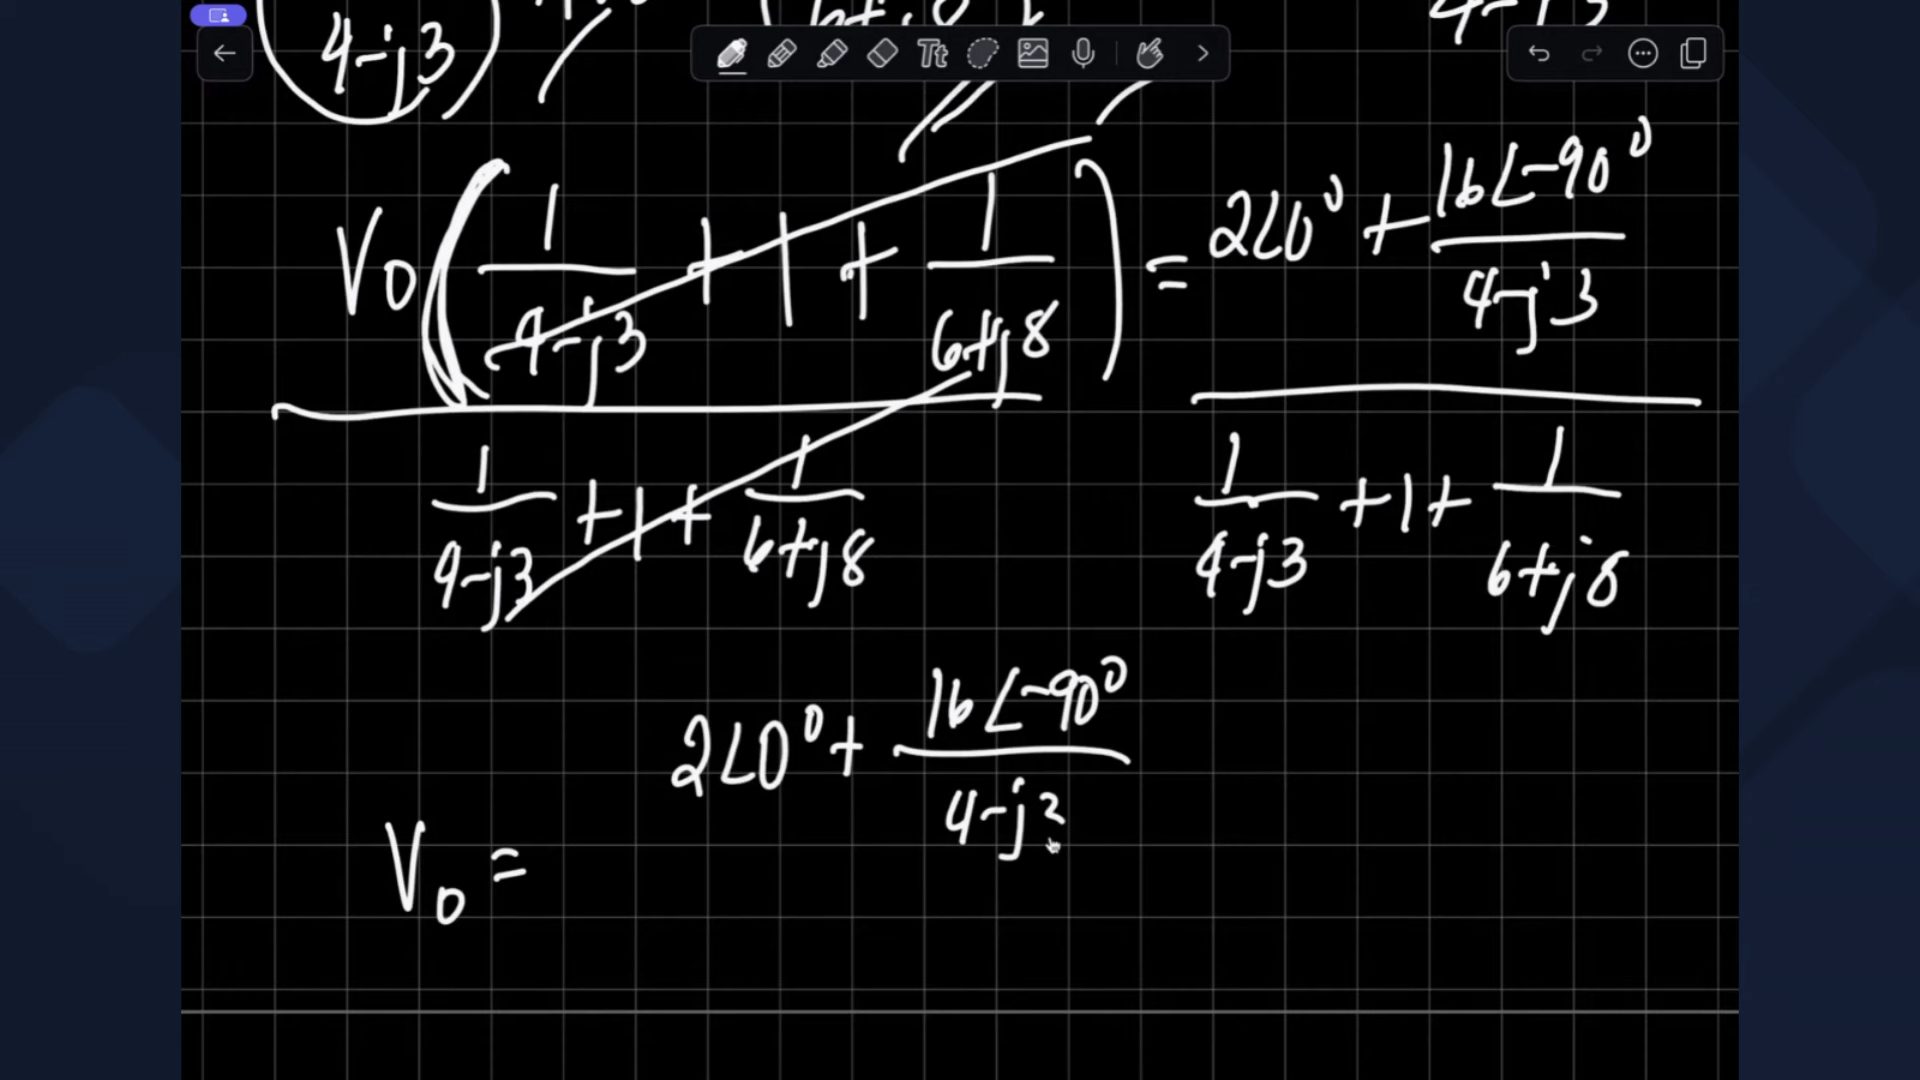 4-j3
Tt
Vo(1/(4-j3) + 1 + 1/(6+j8)) = 2∠0° + 16∠-90°/(4-j3)
1/(4-j3) + 1 + 1/(6+j8)    1/(4-j3) + 1 + 1/(6+j8)
2∠0° + 16∠-90°/(4-j3)
Vo =